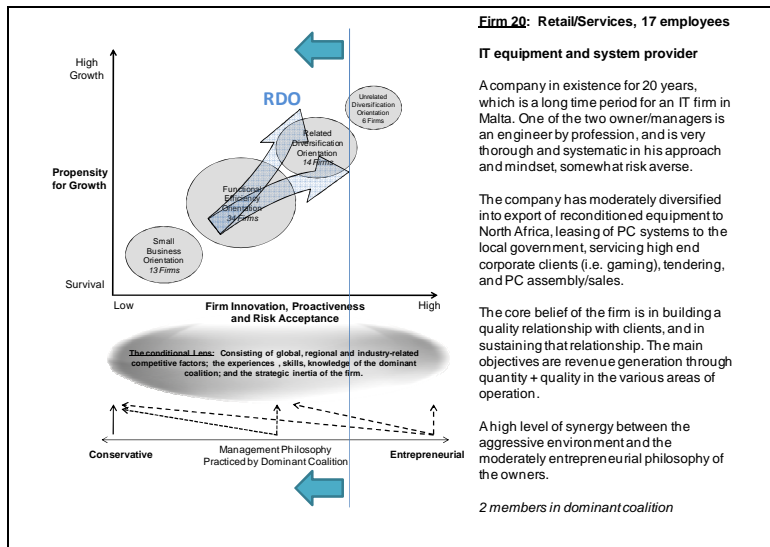 High
Growth
RDO
Unrelated
Diversification
Orientation
6 Firms
Related
Diversification
Orientation
14 Firms
Propensity
for Growth
Functional
Efficiency
Orientation
34 Firms
Small
Business
Orientation
13 Firms
Survival
Low
Firm Innovation, Proactiveness
and Risk Acceptance
High
The conditional Lens: Consisting of global, regional and industry-related
competitive factors; the experiences , skills, knowledge of the dominant
coalition; and the strategic inertia of the firm.
Conservative
Management Philosophy
Practiced by Dominant Coalition
Entrepreneurial
Firm 20: Retail/Services, 17 employees
IT equipment and system provider
A company in existence for 20 years,
which is a long time period for an IT firm in
Malta. One of the two owner/managers is
an engineer by profession, and is very
thorough and systematic in his approach
and mindset, somewhat risk averse.
The company has moderately diversified
into export of reconditioned equipment to
North Africa, leasing of PC systems to the
local government, servicing high end
corporate clients (i.e. gaming), tendering,
and PC assembly/sales.
The core belief of the firm is in building a
quality relationship with clients, and in
sustaining that relationship. The main
objectives are revenue generation through
quantity + quality in the various areas of
operation.
A high level of synergy between the
aggressive environment and the
moderately entrepreneurial philosophy of
the owners.
2 members in dominant coalition